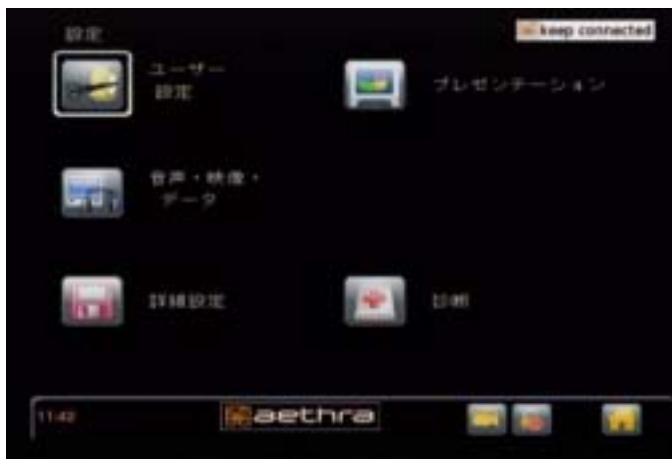 設定
keep connected
ユーザー
設定
プレゼンテーション
音声・映像・
データ
詳細設定
診断
11:42
aethra